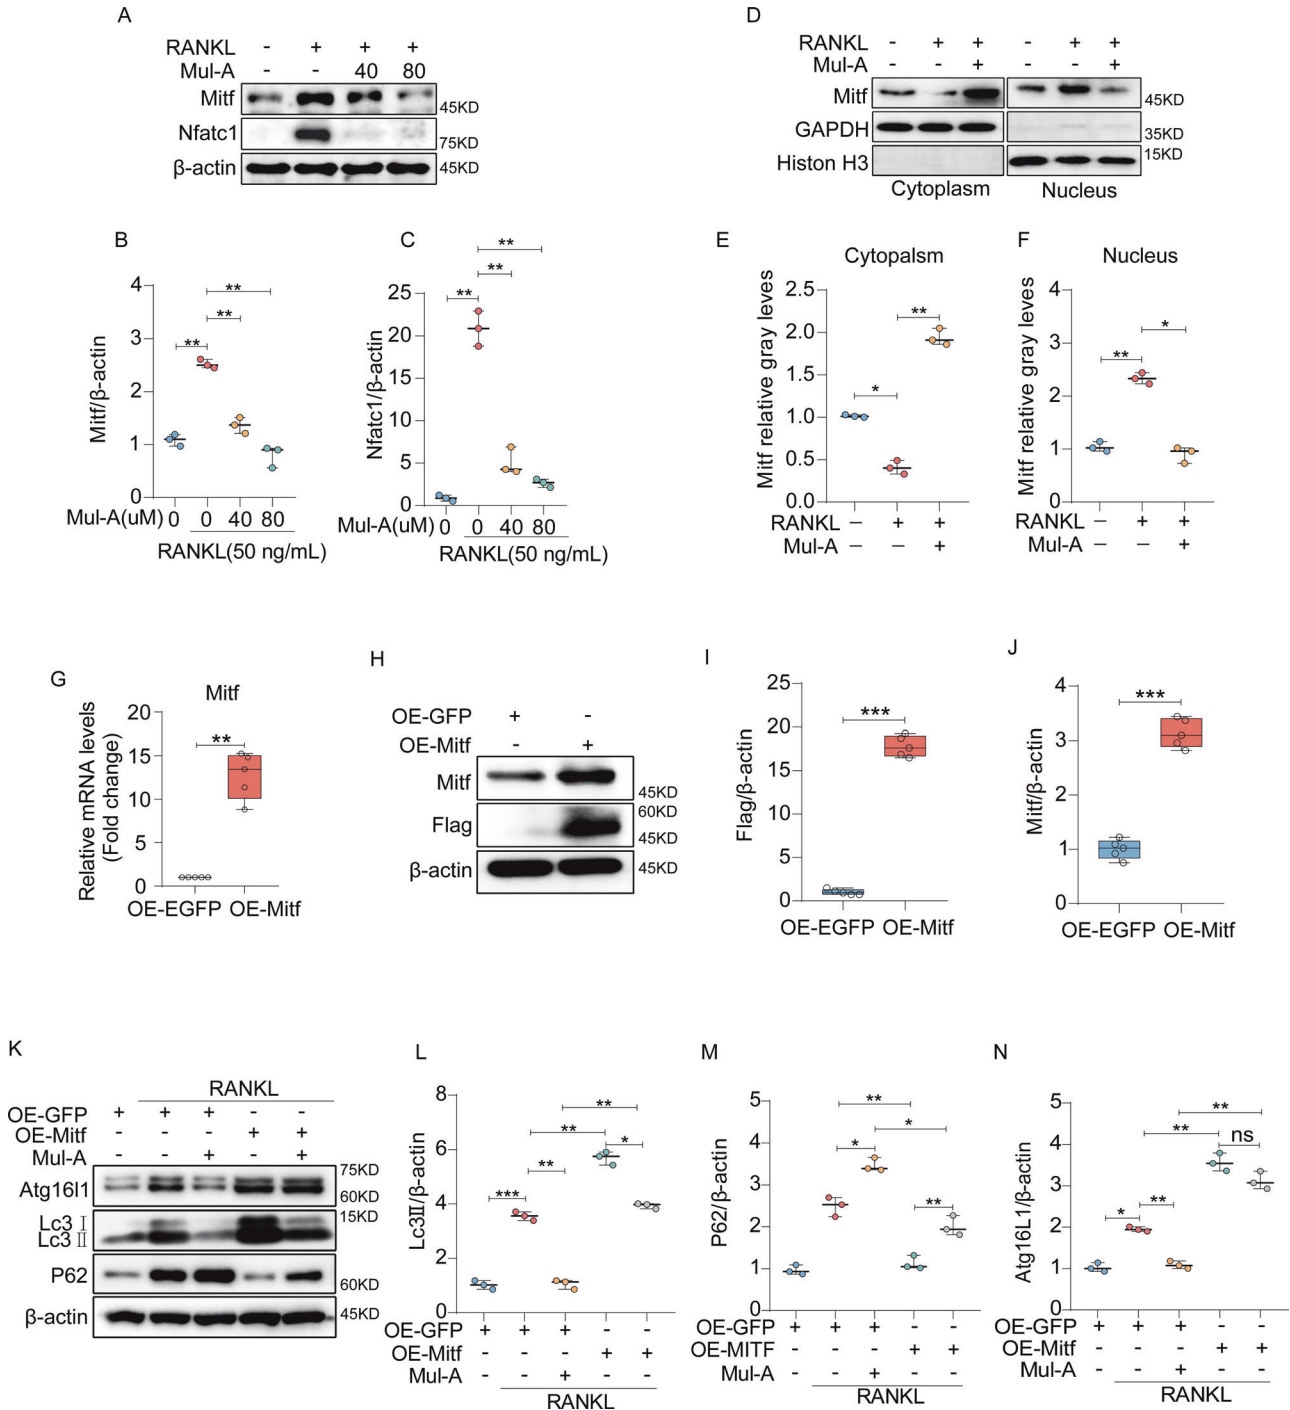 A
RANKL - + + +
Mul-A - - 40 80
Mitf 45KD
Nfatc1 75KD
β-actin 45KD
D
RANKL - + + - + +
Mul-A - - + - - +
Mitf 45KD
GAPDH 35KD
Histon H3 15KD
Cytoplasm Nucleus
B
Mitf/β-actin
4
3
2
1
0
** ** **
Mul-A(uM) 0 0 40 80
RANKL(50 ng/mL)
C
Nfatc1/β-actin
25
20
15
10
5
0
** ** **
Mul-A(uM) 0 0 40 80
RANKL(50 ng/mL)
E
Cytopalsm
Mitf relative gray leves
2.5
2.0
1.5
1.0
0.5
0.0
* **
RANKL — + +
Mul-A — — +
F
Nucleus
Mitf relative gray leves
4
3
2
1
0
** *
RANKL — + +
Mul-A — — +
G
Mitf
Relative mRNA levels
(Fold change)
20
15
10
5
0
**
OE-EGFP OE-Mitf
H
OE-GFP + -
OE-Mitf - +
Mitf 45KD
Flag 60KD
45KD
β-actin 45KD
I
Flag/β-actin
25
20
15
10
5
0
***
OE-EGFP OE-Mitf
J
Mitf/β-actin
4
3
2
1
0
***
OE-EGFP OE-Mitf
K
RANKL
OE-GFP + + + - -
OE-Mitf - - - + +
Mul-A - - + - +
Atg16l1 75KD
60KD
Lc3 Ⅰ 15KD
Lc3 Ⅱ
P62 60KD
β-actin 45KD
L
Lc3Ⅱ/β-actin
8
6
4
2
0
*** ** ** ** *
OE-GFP + + + - -
OE-Mitf - - - + +
Mul-A - - + - -
RANKL
M
P62/β-actin
5
4
3
2
1
0
** * * **
OE-GFP + + + - -
OE-MITF - - - + +
Mul-A - - + - -
RANKL
N
Atg16L1/β-actin
5
4
3
2
1
0
* ** ** ** ns
OE-GFP + + + - -
OE-Mitf - - - + +
Mul-A - - + - -
RANKL